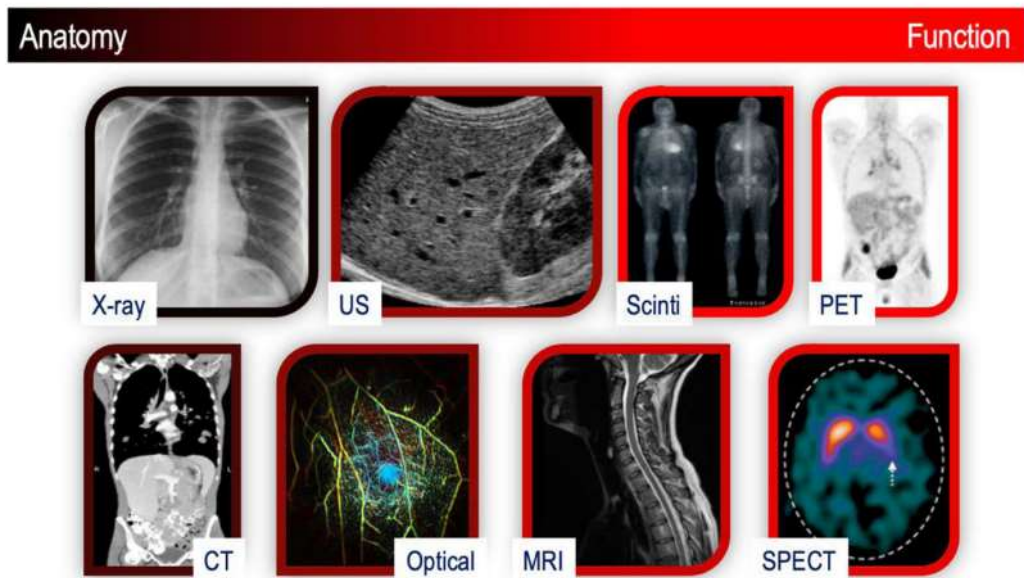 Anatomy
Function
X-ray
US
Scinti
PET
CT
Optical
MRI
SPECT